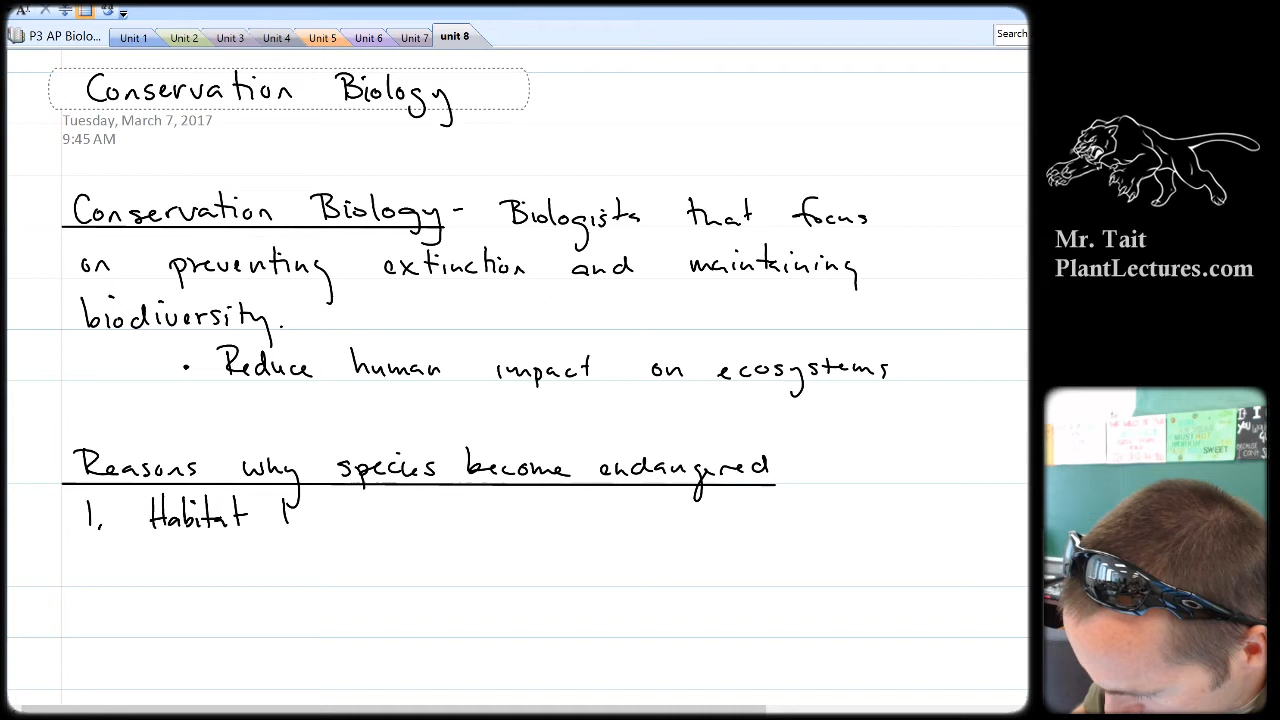 P3 AP Biolo...
Unit 1
Unit 2
Unit 3
Unit 4
Unit 5
Unit 6
Unit 7
unit 8
Search
Conservation Biology
Tuesday, March 7, 2017
9:45 AM
Conservation Biology - Biologists that focus
on preventing extinction and maintaining
biodiversity.
• Reduce human impact on ecosystems
Reasons why species become endangered
1. Habitat l
Mr. Tait
PlantLectures.com
SWEET